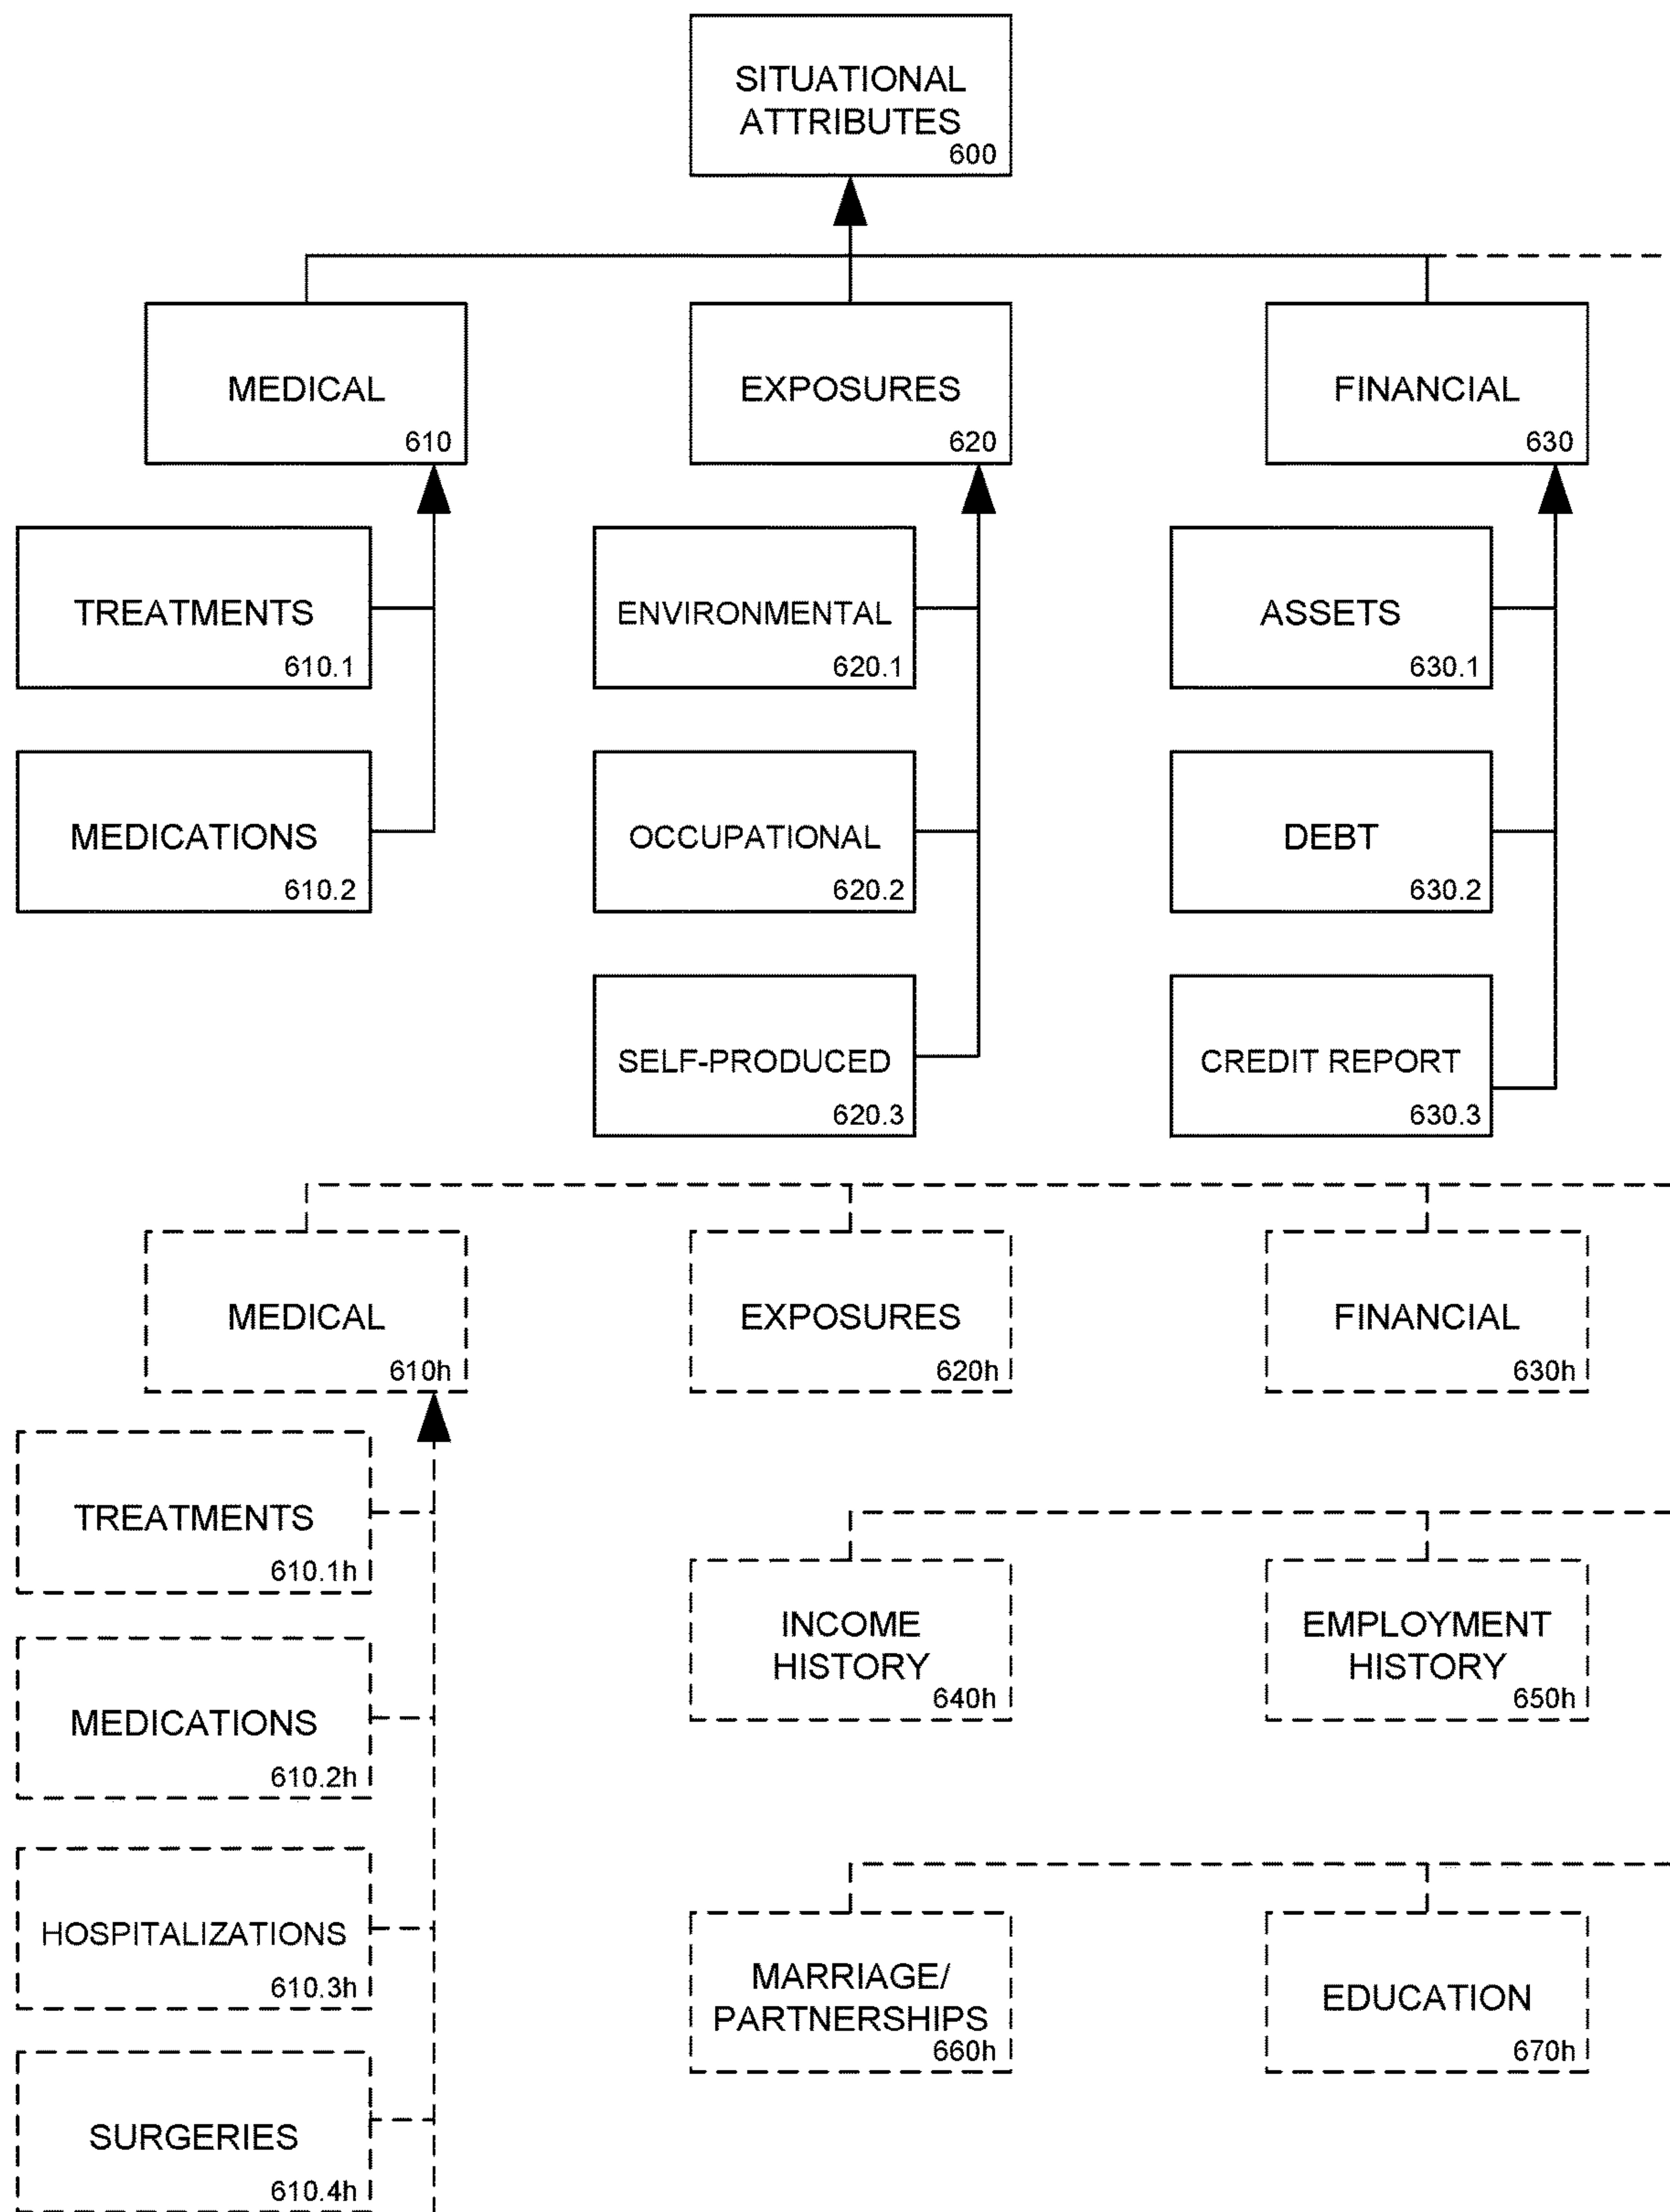 SITUATIONAL
ATTRIBUTES
600
MEDICAL
610
EXPOSURES
620
FINANCIAL
630
TREATMENTS
610.1
ENVIRONMENTAL
620.1
ASSETS
630.1
MEDICATIONS
610.2
OCCUPATIONAL
620.2
DEBT
630.2
SELF-PRODUCED
620.3
CREDIT REPORT
630.3
MEDICAL
610h
EXPOSURES
620h
FINANCIAL
630h
TREATMENTS
610.1h
INCOME
HISTORY
640h
EMPLOYMENT
HISTORY
650h
MEDICATIONS
610.2h
HOSPITALIZATIONS
610.3h
MARRIAGE/
PARTNERSHIPS
660h
EDUCATION
670h
SURGERIES
610.4h